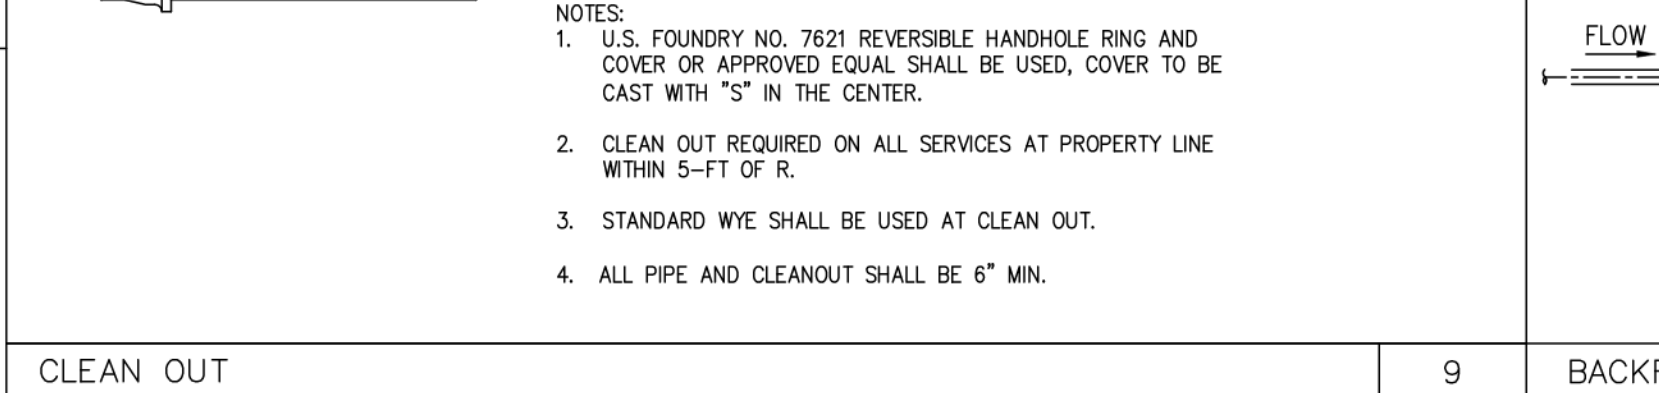 NOTES:
1. U.S. FOUNDRY NO. 7621 REVERSIBLE HANDHOLE RING AND
COVER OR APPROVED EQUAL SHALL BE USED, COVER TO BE
CAST WITH "S" IN THE CENTER.
2. CLEAN OUT REQUIRED ON ALL SERVICES AT PROPERTY LINE
WITHIN 5-FT OF R.
3. STANDARD WYE SHALL BE USED AT CLEAN OUT.
4. ALL PIPE AND CLEANOUT SHALL BE 6" MIN.
CLEAN OUT
9
FLOW